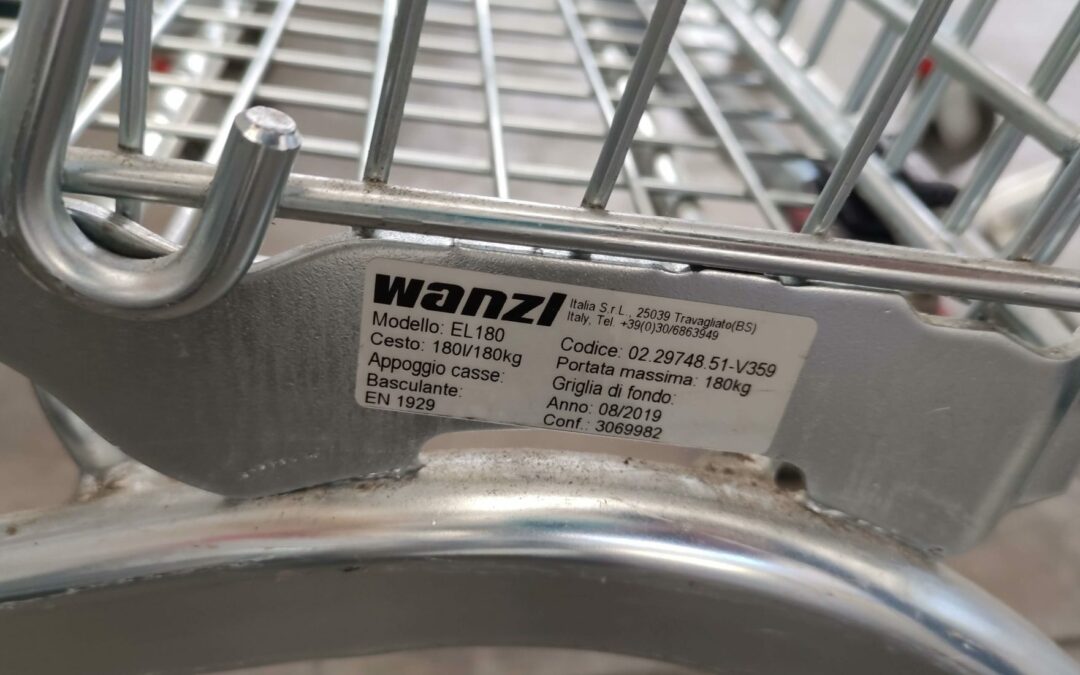 wanzl Italia S.r L., 25039 Travagliato(BS)
Italy, Tel. +39(0)30/6863949
Modello: EL180
Cesto: 180l/180kg
Appoggio casse:
Basculante:
EN 1929
Codice: 02.29748.51-V359
Portata massima: 180kg
Griglia di fondo:
Anno: 08/2019
Conf.: 3069982